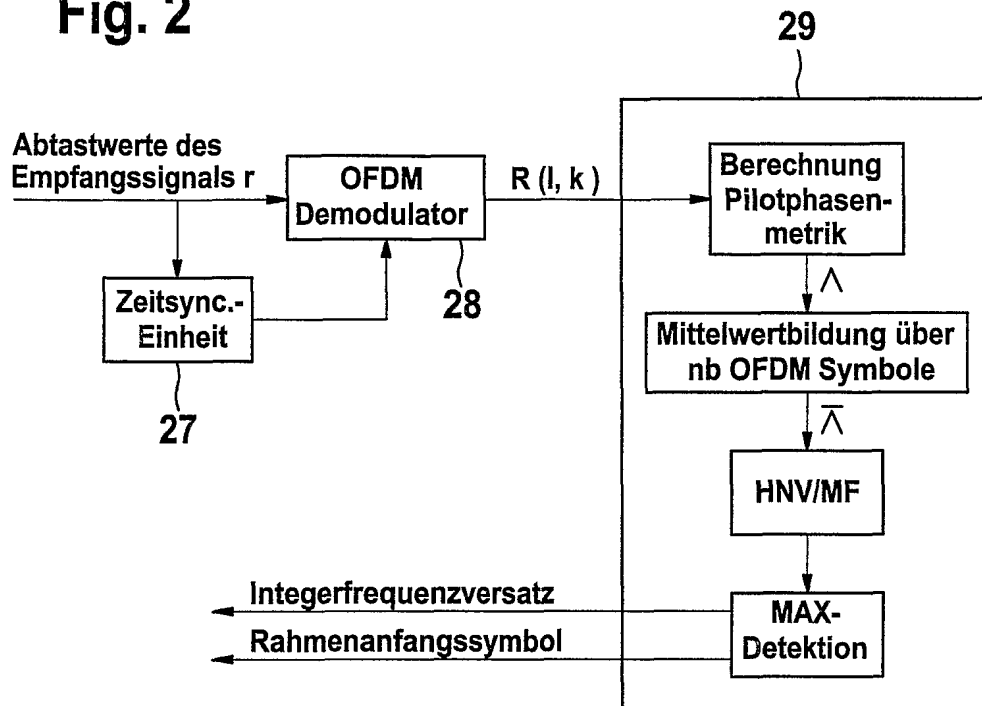 Fig. 2
29
Abtastwerte des
Empfangssignals r
OFDM
Demodulator
R (l, k )
Berechnung
Pilotphasen-
metrik
28
Λ
Zeitsync.-
Einheit
27
Mittelwertbildung über
nb OFDM Symbole
Λ̅
HNV/MF
Integerfrequenzversatz
Rahmenanfangssymbol
MAX-
Detektion